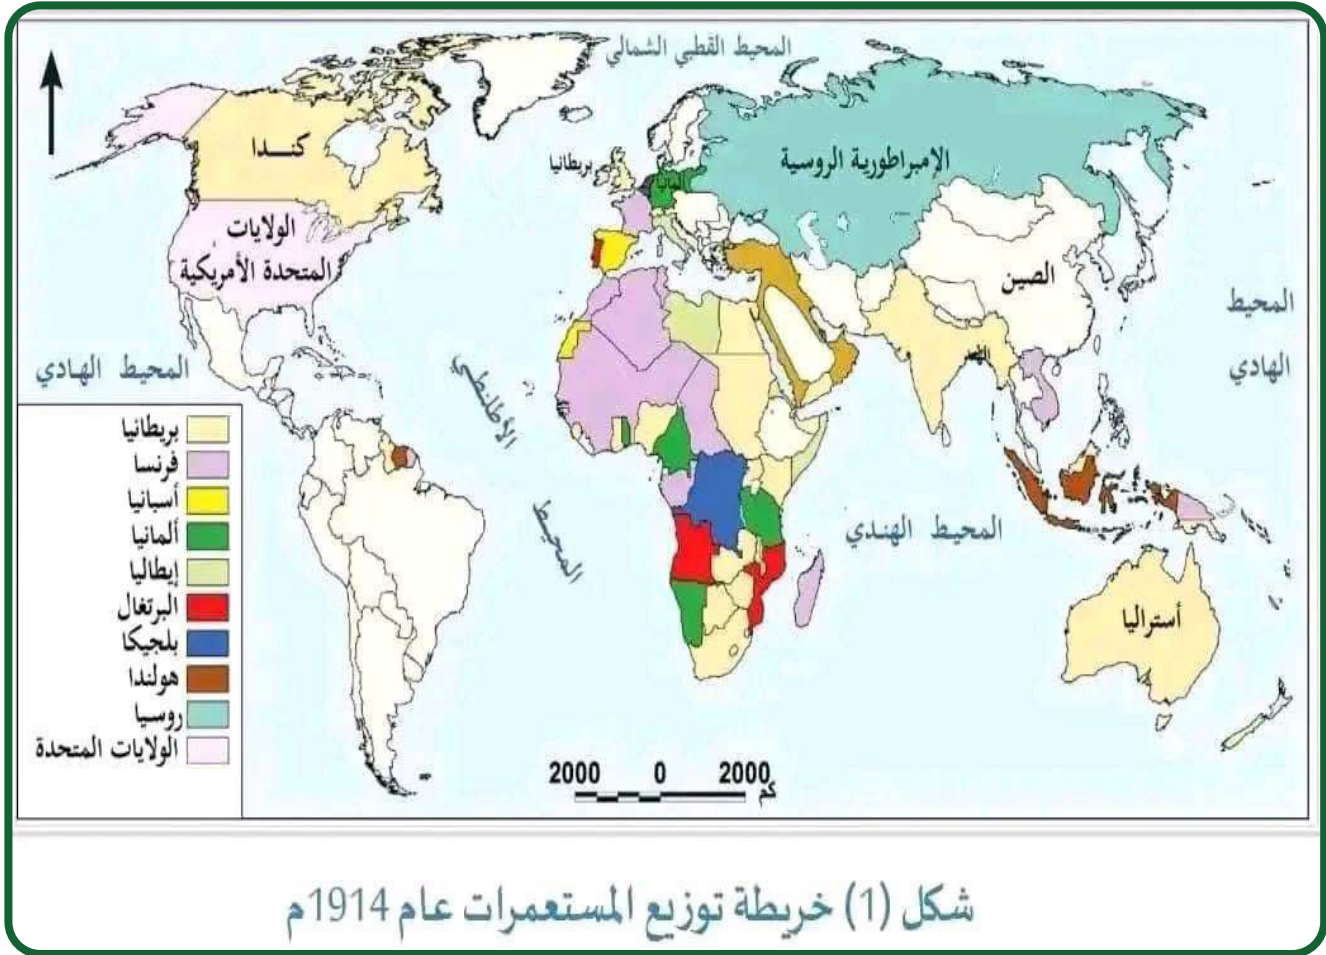 المحيط القطبي الشمالي
كنـــدا
بريطانيا
ألمانيا
الإمبراطورية الروسية
الولايات
المتحدة الأمريكية
الصين
المحيط
الهادي
المحيط الهادي
الأطلنطي
المحيط
المحيط الهندي
أستراليا
بريطانيا
فرنسا
أسبانيا
ألمانيا
إيطاليا
البرتغال
بلجيكا
هولندا
روسيا
الولايات المتحدة
2000 0 2000
كم
شكل (1) خريطة توزيع المستعمرات عام 1914م